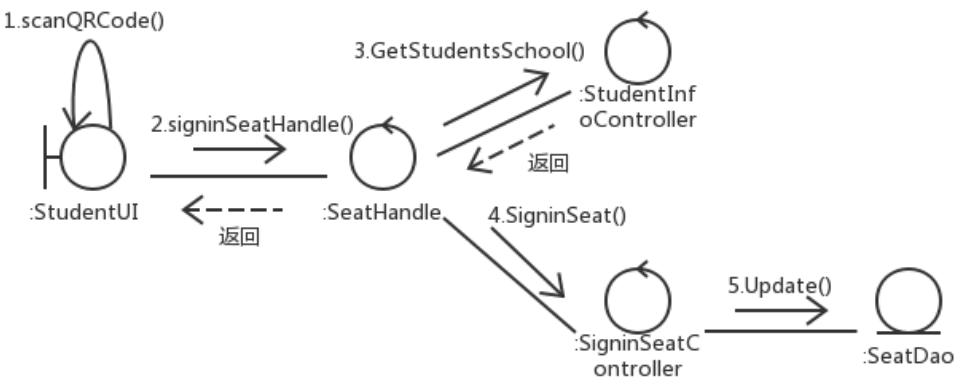 1.scanQRCode()
3.GetStudentsSchool()
:StudentInf
oController
2.signinSeatHandle()
返回
:StudentUI
:SeatHandle
4.SigninSeat()
返回
5.Update()
:SigninSeatC
ontroller
:SeatDao